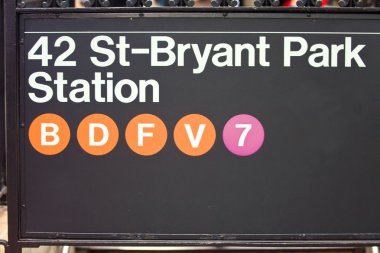 42 St-Bryant Park
Station
B D F V 7